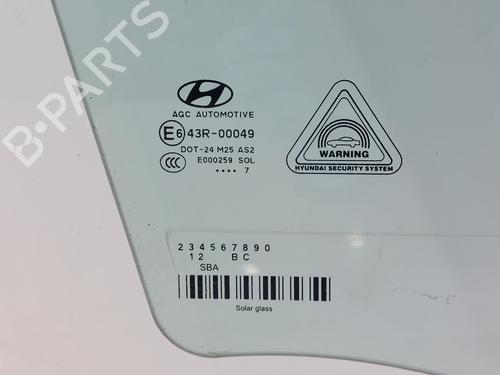 B-PARTS
AGC AUTOMOTIVE
E6 43R-00049
DOT-24 M25 AS2
CCC E000259 SOL
•••• 7
WARNING
HYUNDAI SECURITY SYSTEM
2 3 4 5 6 7 8 9 0
1 2 B C
SBA
Solar glass